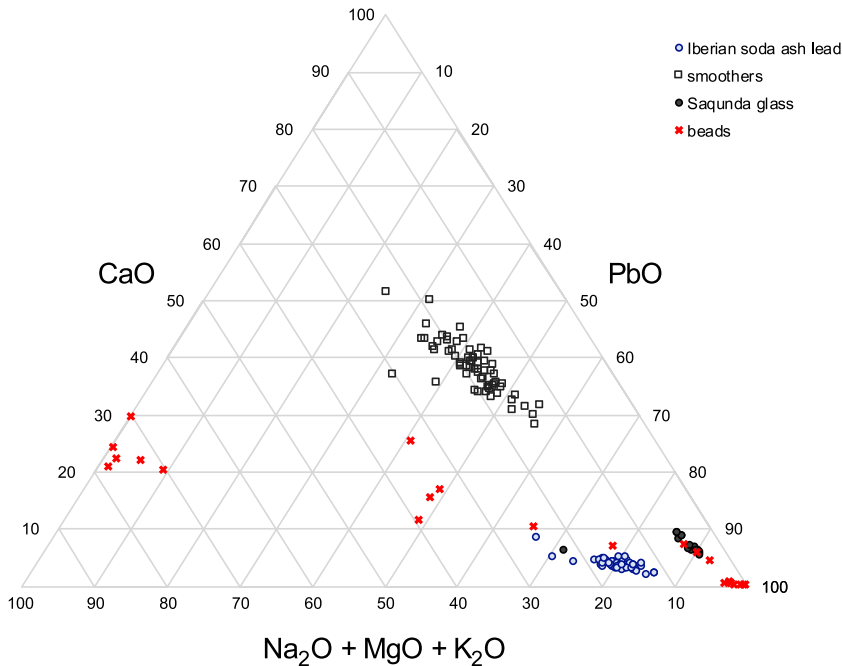 100
Iberian soda ash lead
90 10
smoothers
Saqunda glass
80 20
beads
70 30
60 40
CaO PbO
50 50
40 60
30 70
20 80
10 90
100
100 90 80 70 60 50 40 30 20 10
Na₂O + MgO + K₂O